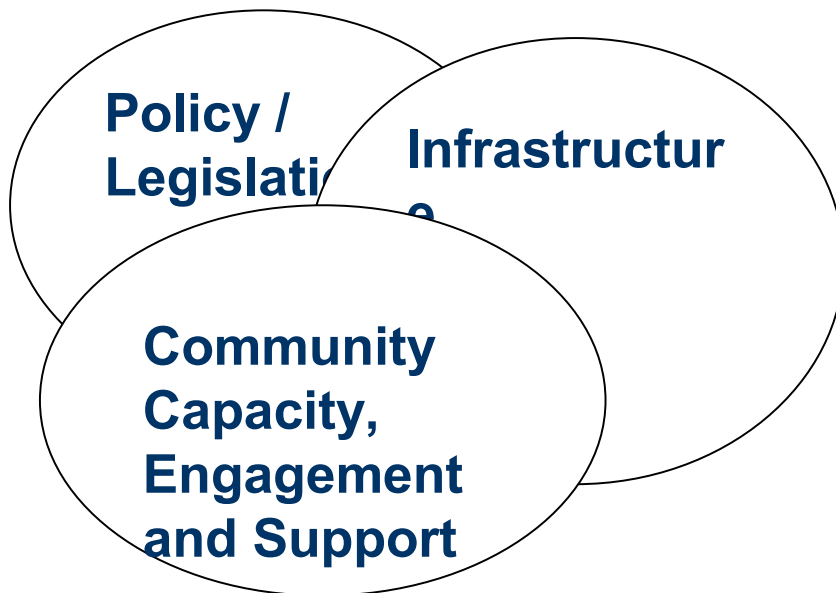 Policy /
Legislati
Infrastructur
e
Community
Capacity,
Engagement
and Support